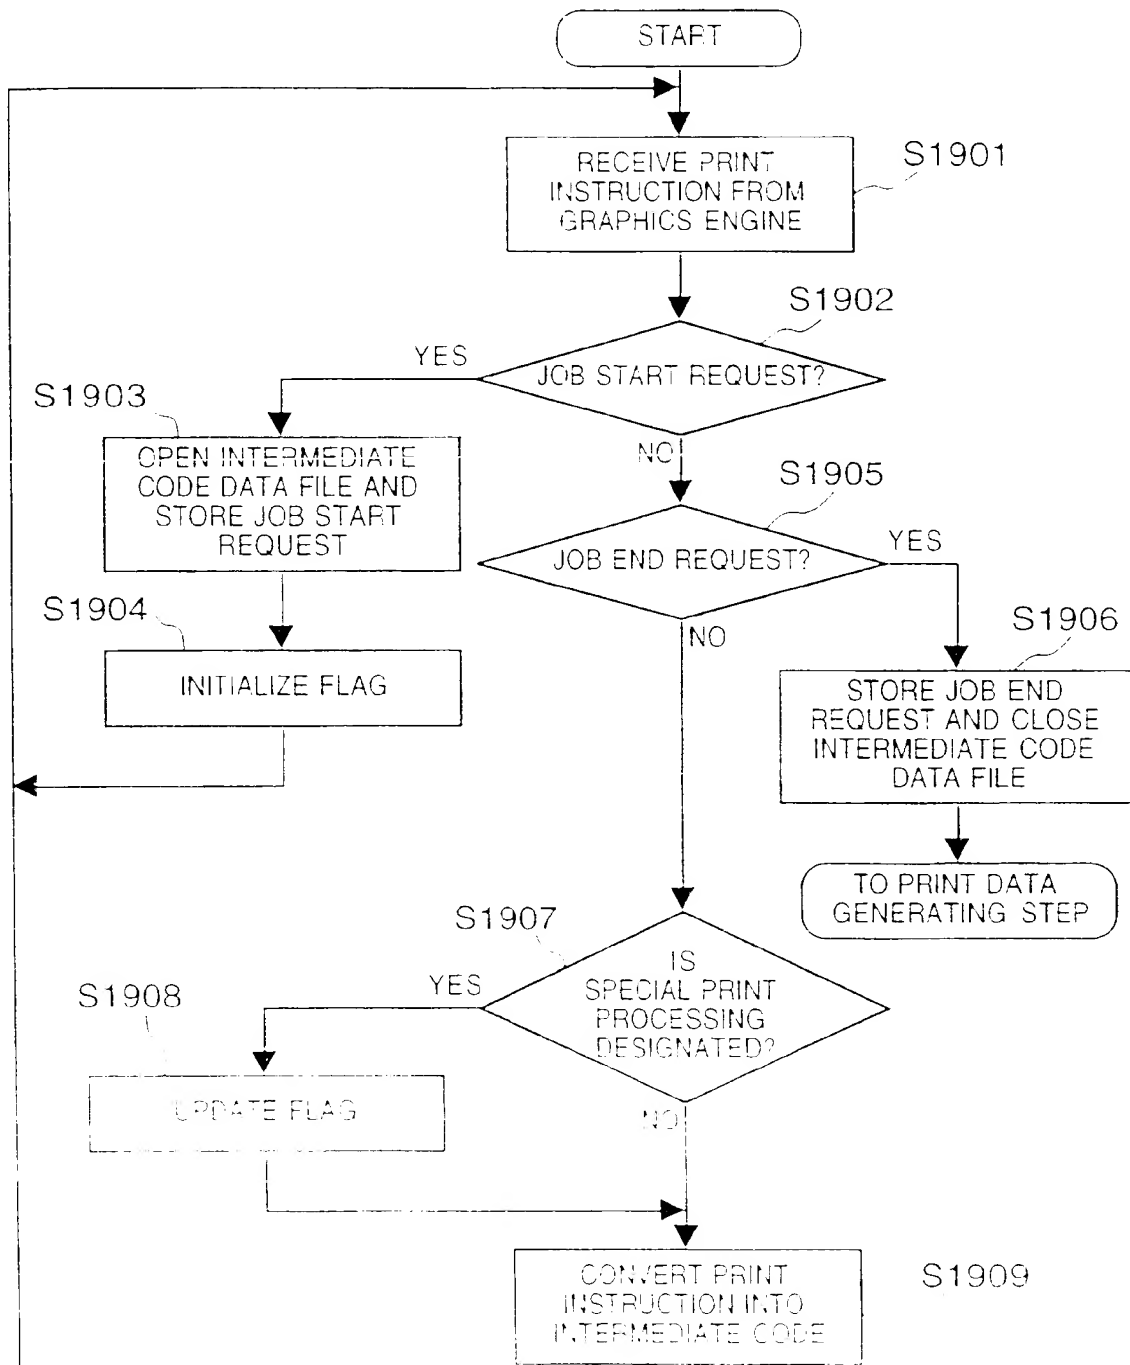 START
RECEIVE PRINT
INSTRUCTION FROM
GRAPHICS ENGINE
S1901
S1902
JOB START REQUEST?
YES
NO
S1903
OPEN INTERMEDIATE
CODE DATA FILE AND
STORE JOB START
REQUEST
S1904
INITIALIZE FLAG
S1905
JOB END REQUEST?
YES
NO
S1906
STORE JOB END
REQUEST AND CLOSE
INTERMEDIATE CODE
DATA FILE
TO PRINT DATA
GENERATING STEP
S1907
IS
SPECIAL PRINT
PROCESSING
DESIGNATED?
YES
NO
S1908
UPDATE FLAG
CONVERT PRINT
INSTRUCTION INTO
INTERMEDIATE CODE
S1909